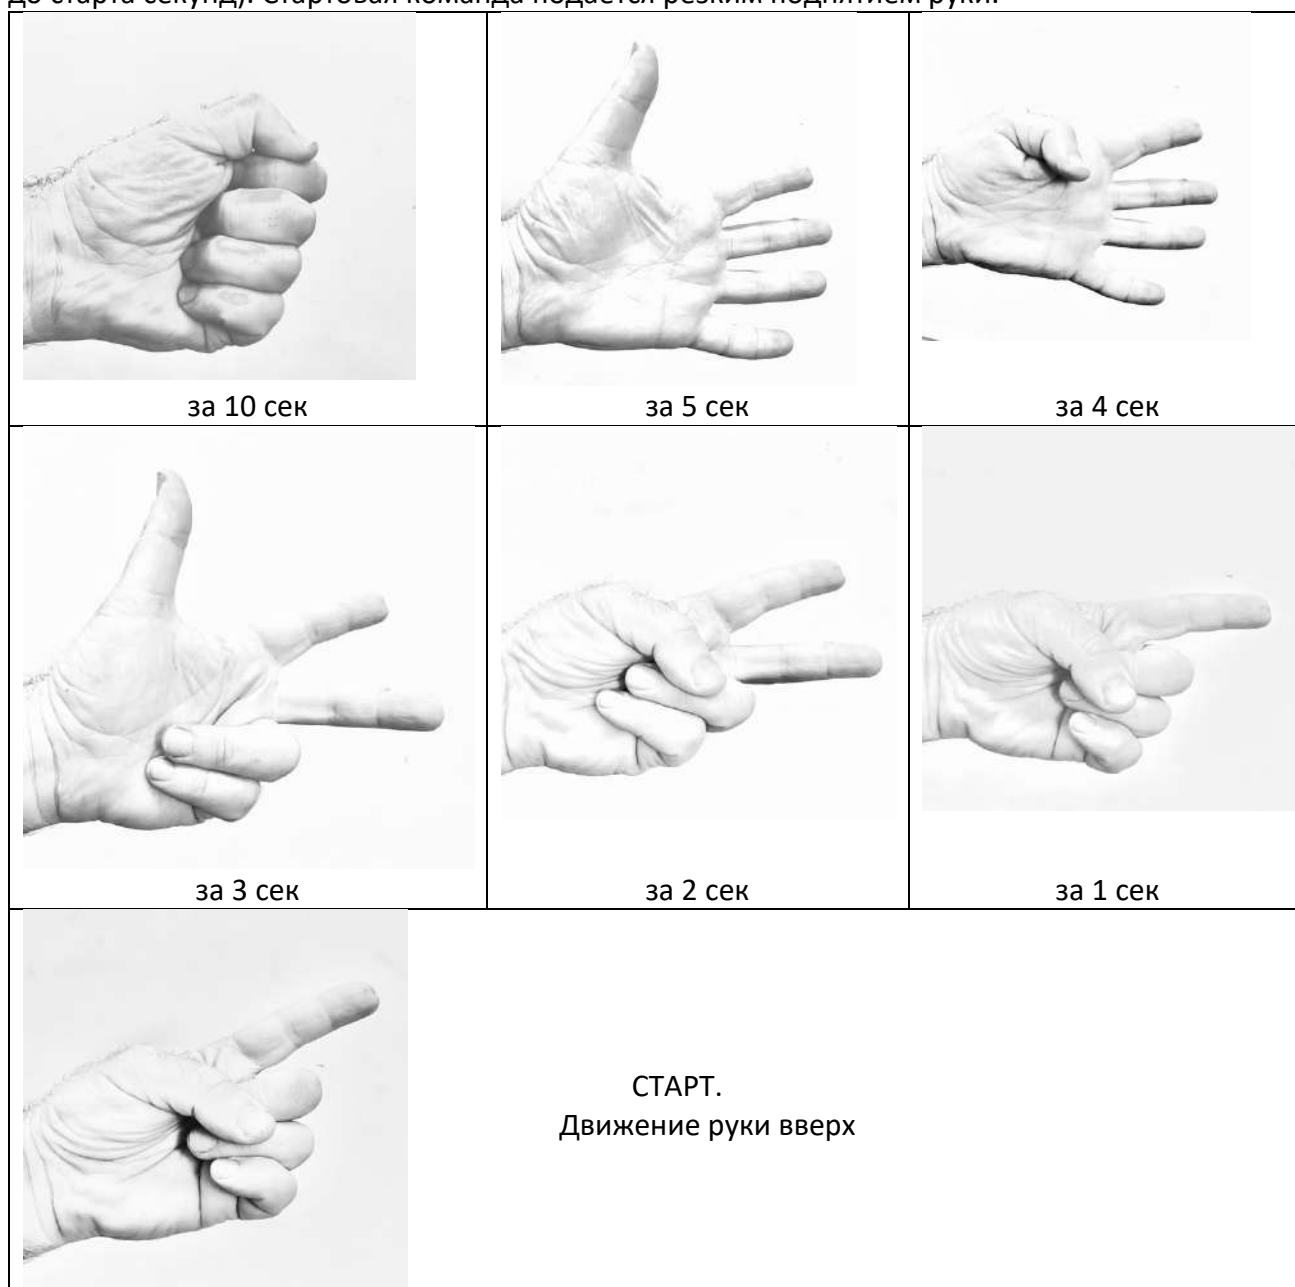 до старта секунд). Стартовая команда подается резким поднятием руки.
за 10 сек
за 5 сек
за 4 сек
за 3 сек
за 2 сек
за 1 сек
СТАРТ.
Движение руки вверх